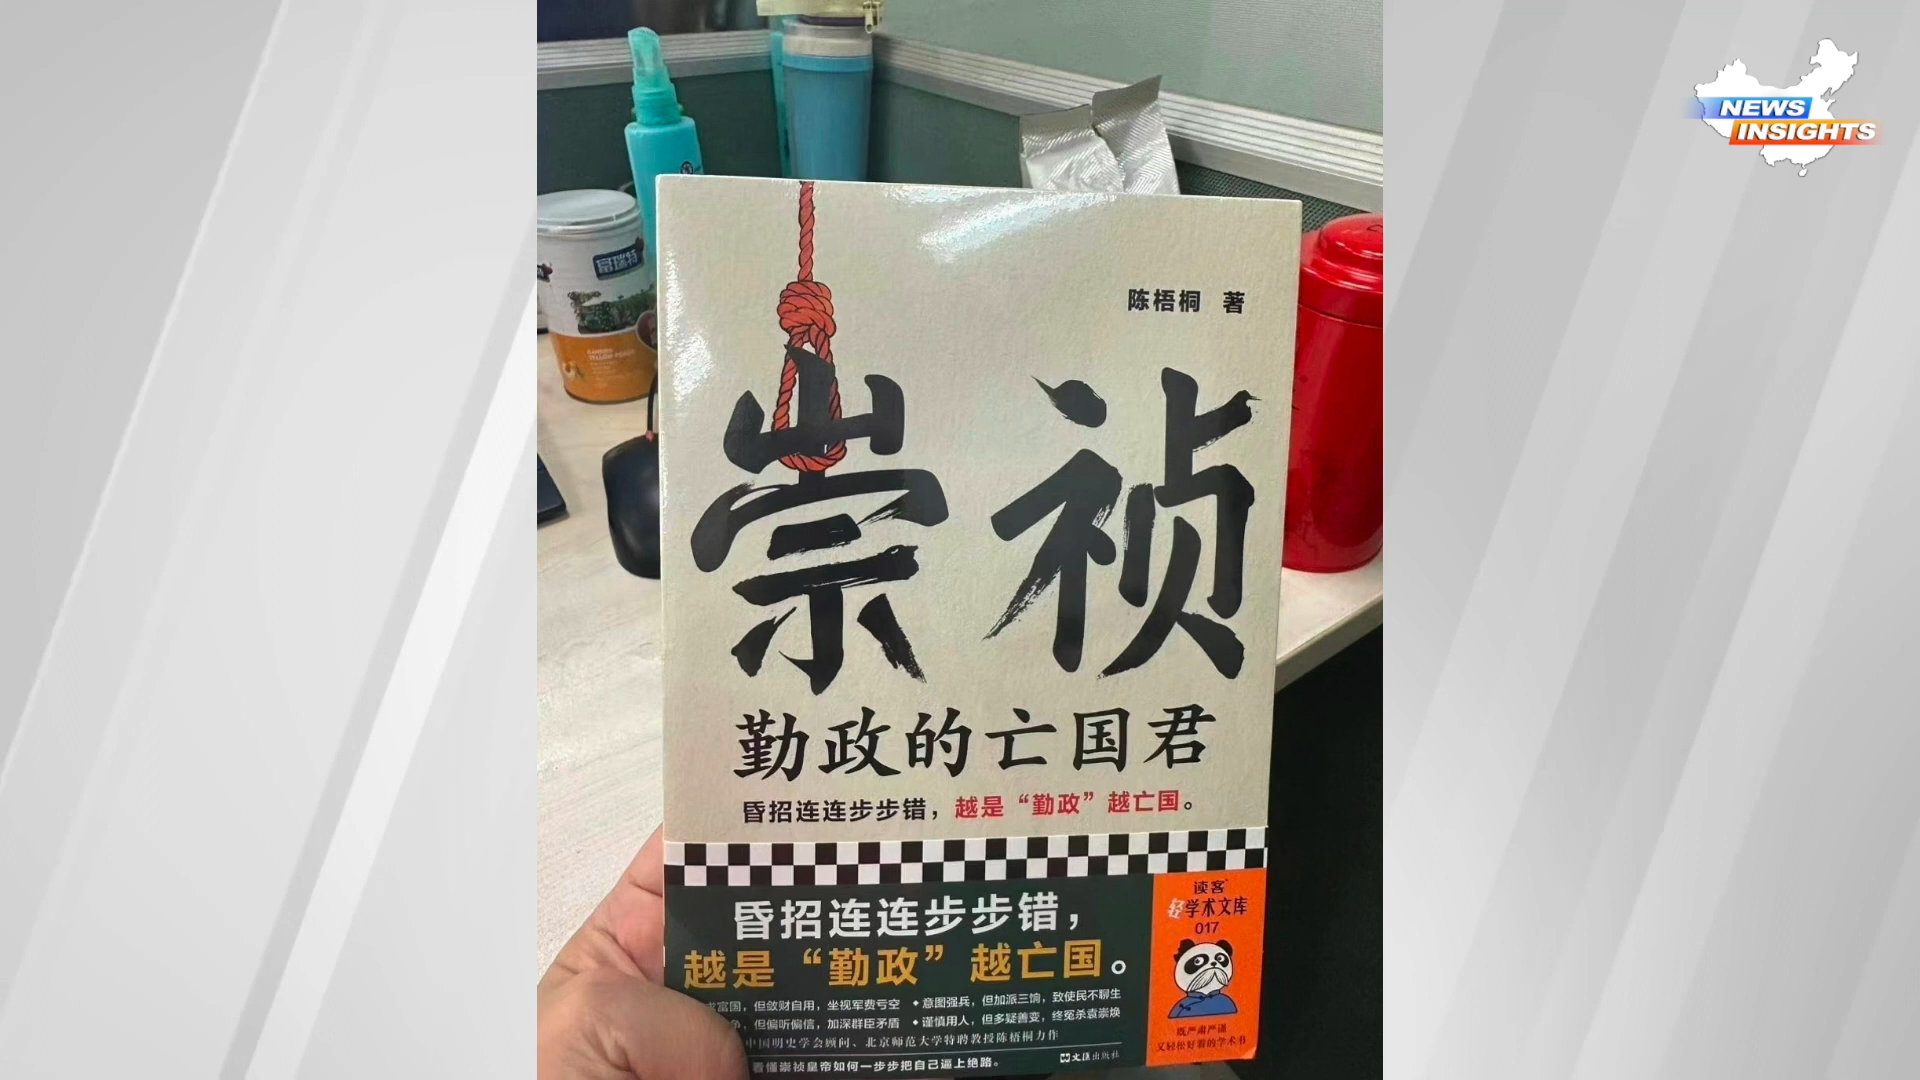 NEWS
INSIGHTS
富瑞特
陈梧桐 著
崇祯
勤政的亡国君
昏招连连步步错，越是“勤政”越亡国。
昏招连连步步错，
越是“勤政”越亡国。
富国，但敛财自用，坐视军费亏空 ◆ 意图强兵，但加派三饷，致使民不聊生
争，但偏听偏信，加深群臣矛盾 ◆ 谨慎用人，但多疑善变，终冤杀袁崇焕
中国明史学会顾问、北京师范大学特聘教授陈梧桐力作
看懂崇祯皇帝如何一步步把自己逼上绝路。
文汇出版社
读客
轻学术文库
017
既严肃严谨
又轻松好看的学术书